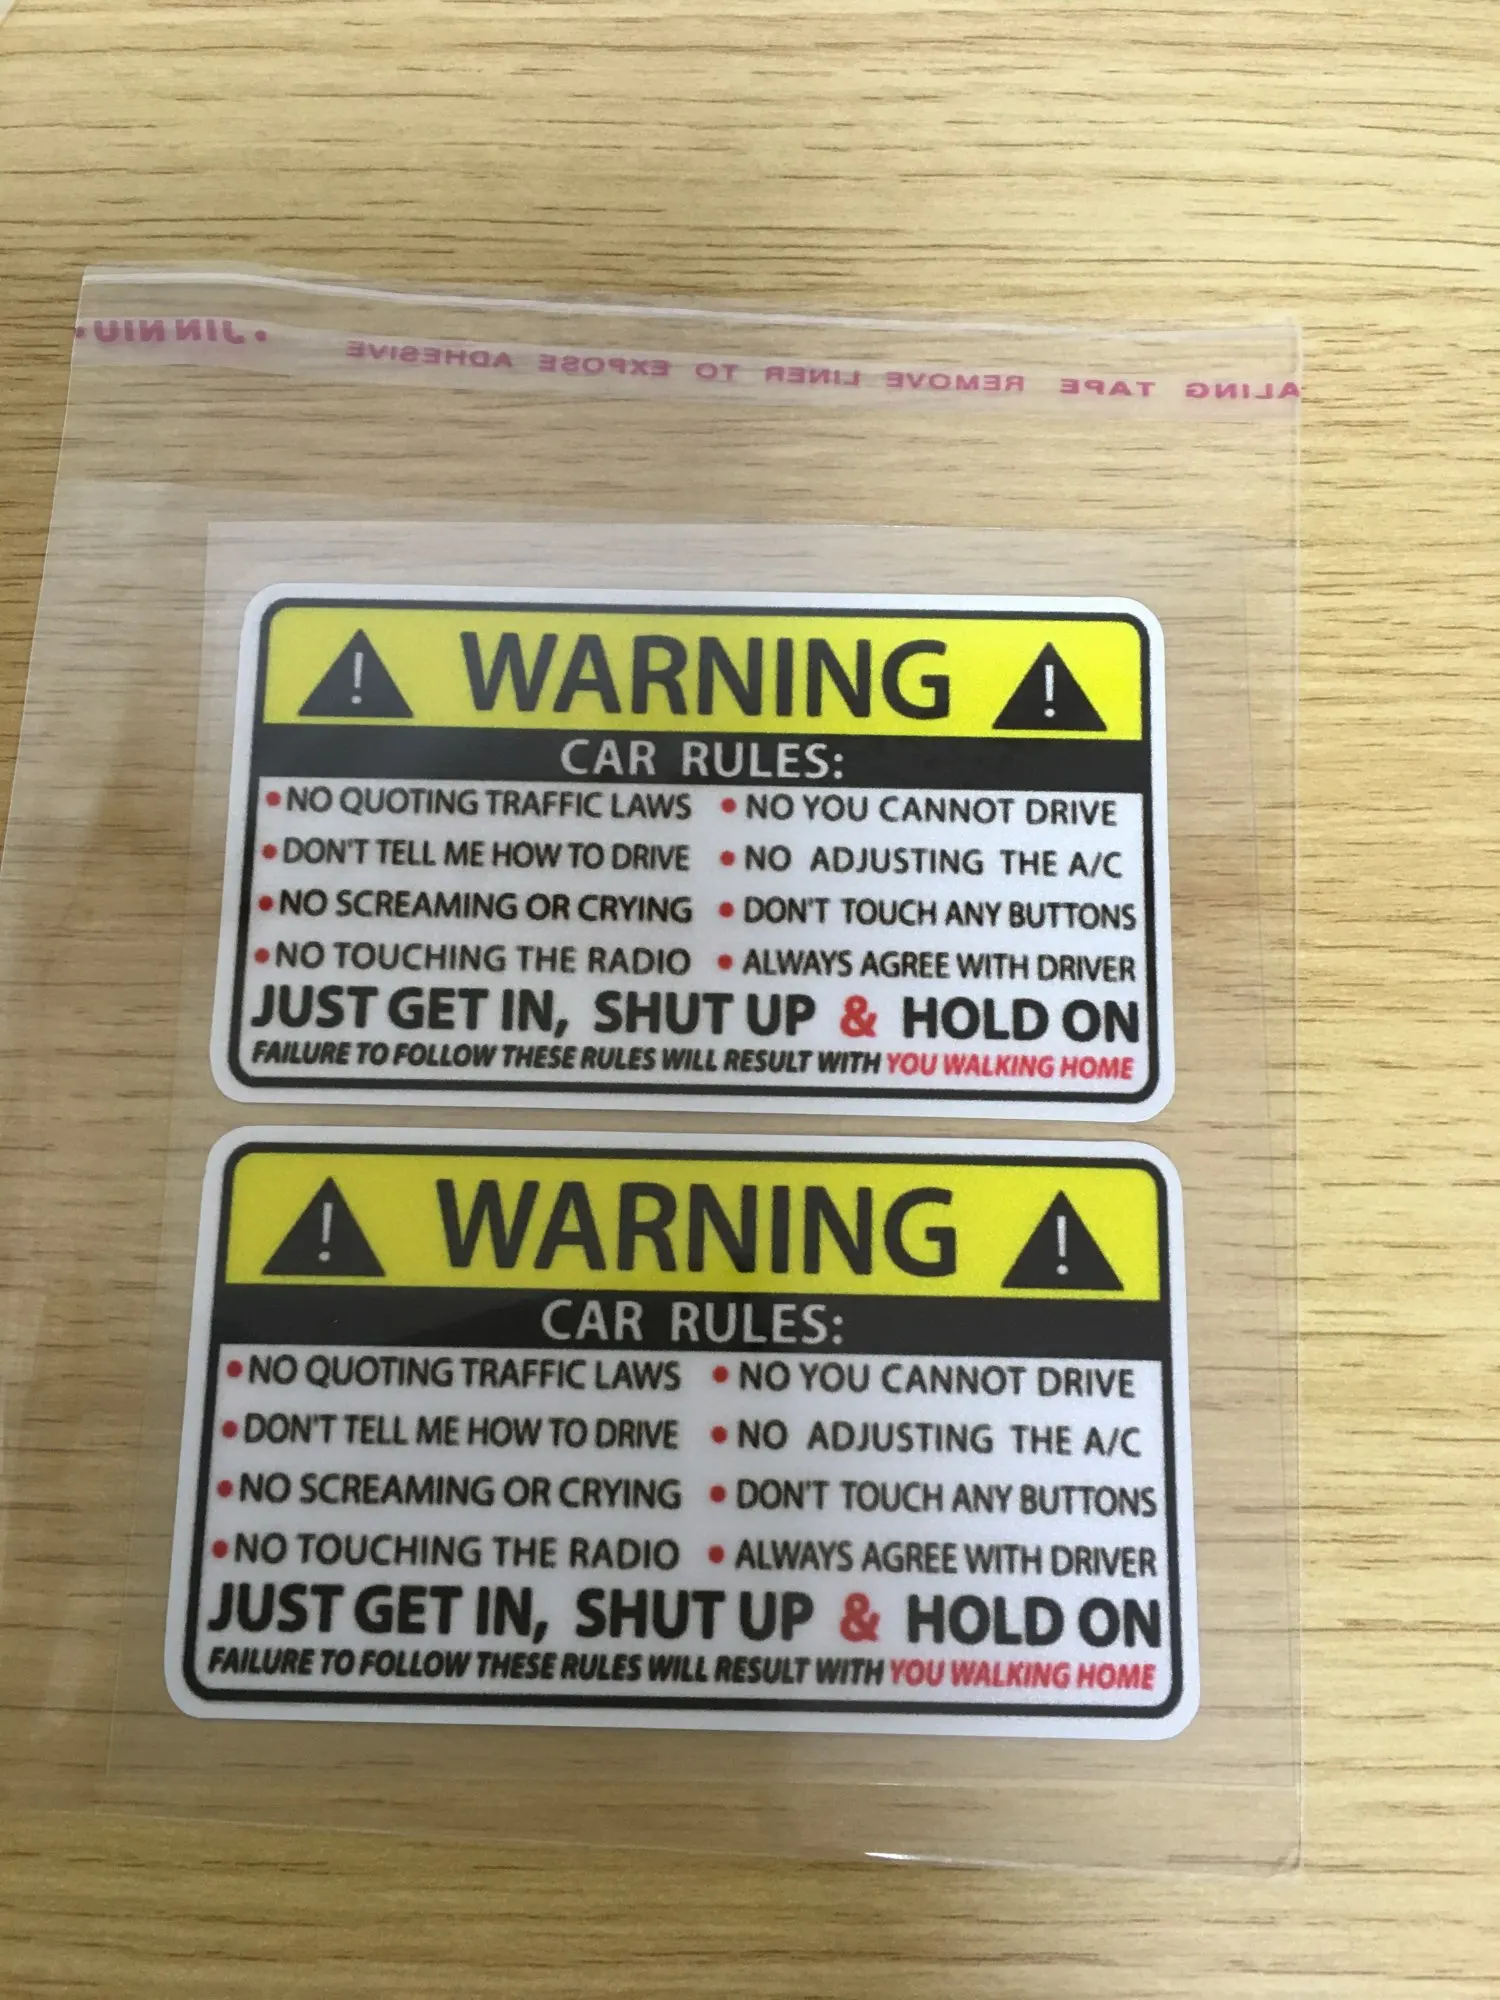 •JIN NIU•
ALING TAPE REMOVE LINER TO EXPOSE ADHESIVE
! WARNING !
CAR RULES:
•NO QUOTING TRAFFIC LAWS •NO YOU CANNOT DRIVE
•DON'T TELL ME HOW TO DRIVE •NO ADJUSTING THE A/C
•NO SCREAMING OR CRYING •DON'T TOUCH ANY BUTTONS
•NO TOUCHING THE RADIO •ALWAYS AGREE WITH DRIVER
JUST GET IN, SHUT UP & HOLD ON
FAILURE TO FOLLOW THESE RULES WILL RESULT WITH YOU WALKING HOME
! WARNING !
CAR RULES:
•NO QUOTING TRAFFIC LAWS •NO YOU CANNOT DRIVE
•DON'T TELL ME HOW TO DRIVE •NO ADJUSTING THE A/C
•NO SCREAMING OR CRYING •DON'T TOUCH ANY BUTTONS
•NO TOUCHING THE RADIO •ALWAYS AGREE WITH DRIVER
JUST GET IN, SHUT UP & HOLD ON
FAILURE TO FOLLOW THESE RULES WILL RESULT WITH YOU WALKING HOME